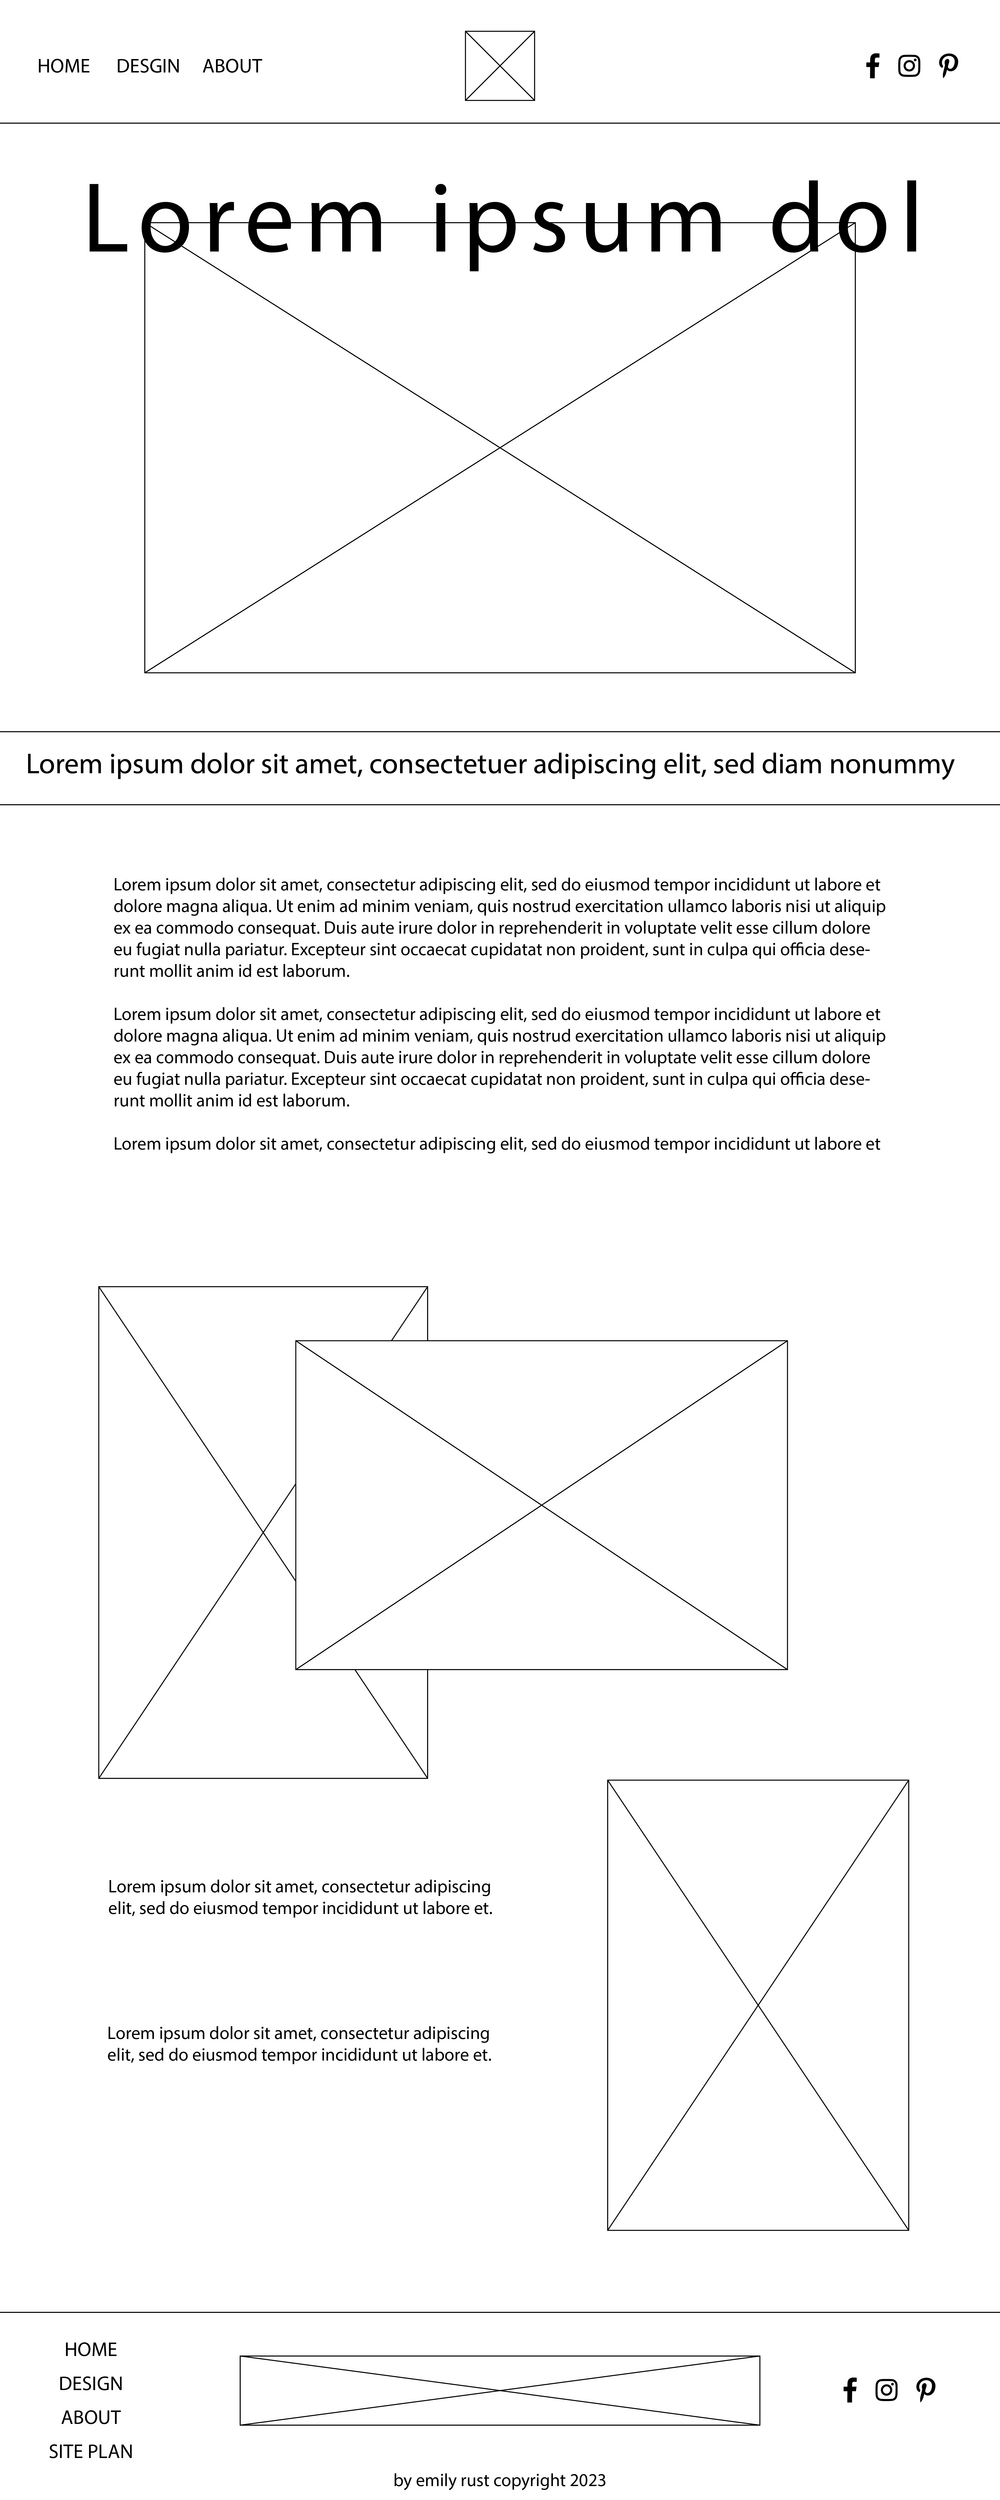 HOME DESGIN ABOUT
Lorem ipsum dol
Lorem ipsum dolor sit amet, consectetuer adipiscing elit, sed diam nonummy
Lorem ipsum dolor sit amet, consectetur adipiscing elit, sed do eiusmod tempor incididunt ut labore et
dolore magna aliqua. Ut enim ad minim veniam, quis nostrud exercitation ullamco laboris nisi ut aliquip
ex ea commodo consequat. Duis aute irure dolor in reprehenderit in voluptate velit esse cillum dolore
eu fugiat nulla pariatur. Excepteur sint occaecat cupidatat non proident, sunt in culpa qui officia dese-
runt mollit anim id est laborum.
Lorem ipsum dolor sit amet, consectetur adipiscing elit, sed do eiusmod tempor incididunt ut labore et
dolore magna aliqua. Ut enim ad minim veniam, quis nostrud exercitation ullamco laboris nisi ut aliquip
ex ea commodo consequat. Duis aute irure dolor in reprehenderit in voluptate velit esse cillum dolore
eu fugiat nulla pariatur. Excepteur sint occaecat cupidatat non proident, sunt in culpa qui officia dese-
runt mollit anim id est laborum.
Lorem ipsum dolor sit amet, consectetur adipiscing elit, sed do eiusmod tempor incididunt ut labore et
Lorem ipsum dolor sit amet, consectetur adipiscing
elit, sed do eiusmod tempor incididunt ut labore et.
Lorem ipsum dolor sit amet, consectetur adipiscing
elit, sed do eiusmod tempor incididunt ut labore et.
HOME
DESIGN
ABOUT
SITE PLAN
by emily rust copyright 2023